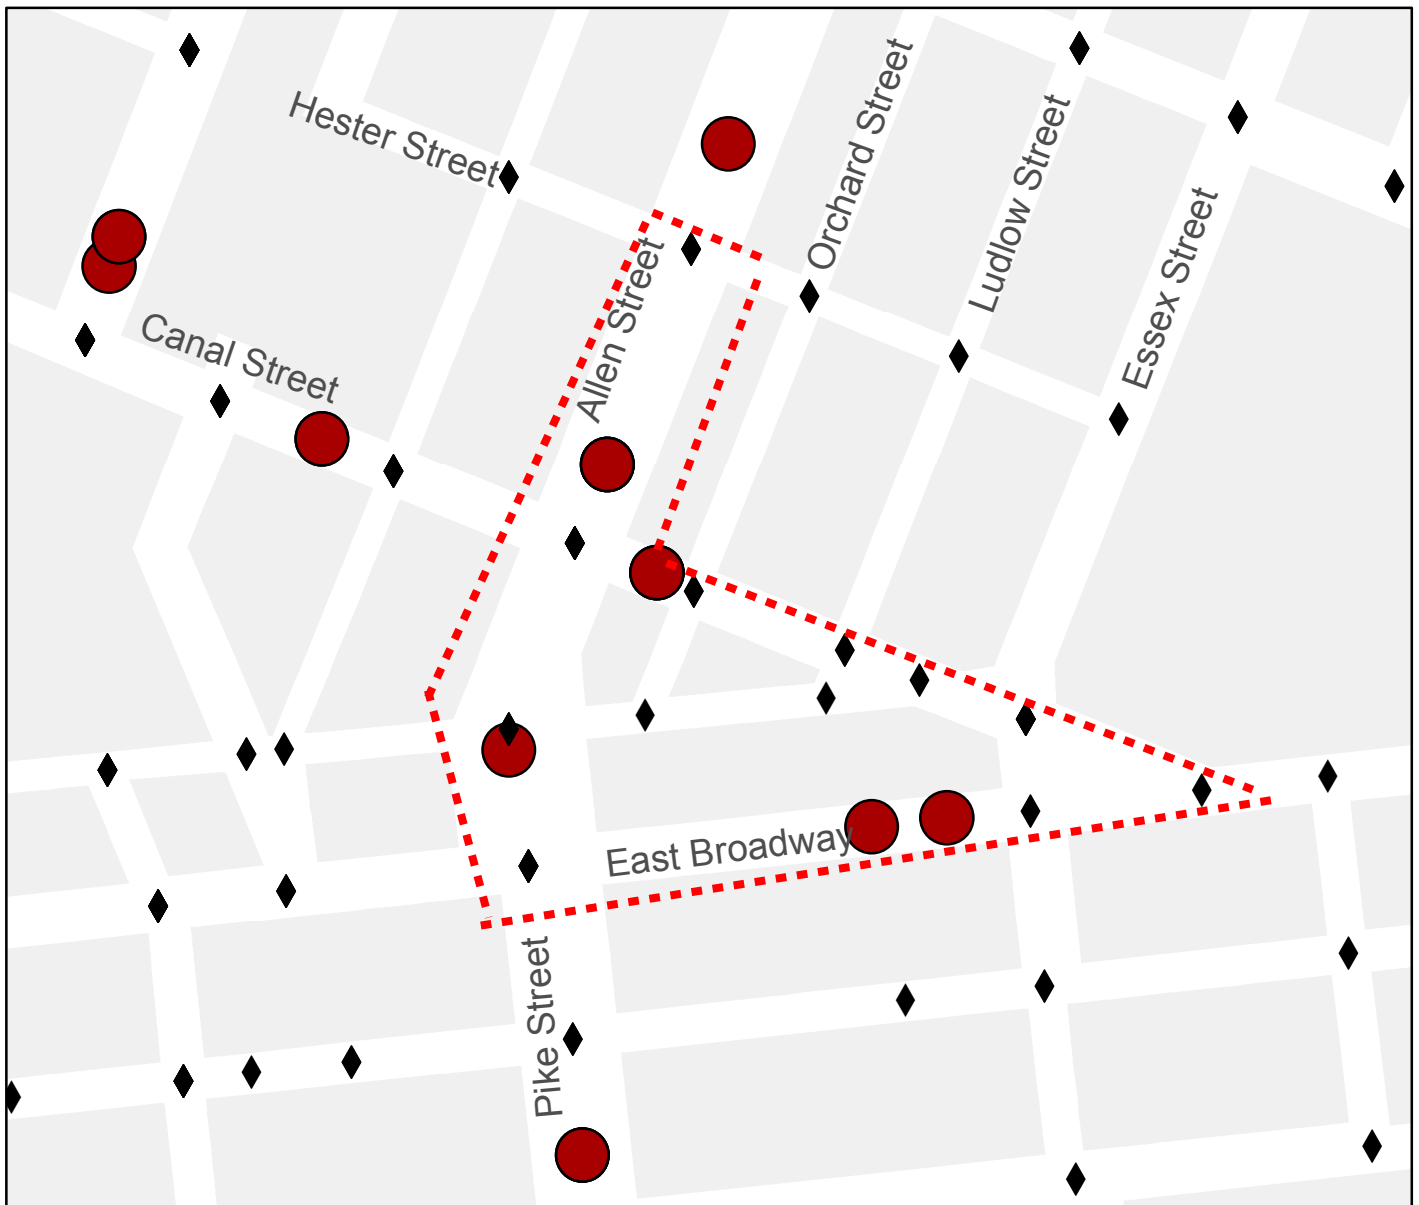 Hester Street
Orchard Street
Ludlow Street
Essex Street
Allen Street
Canal Street
East Broadway
Pike Street